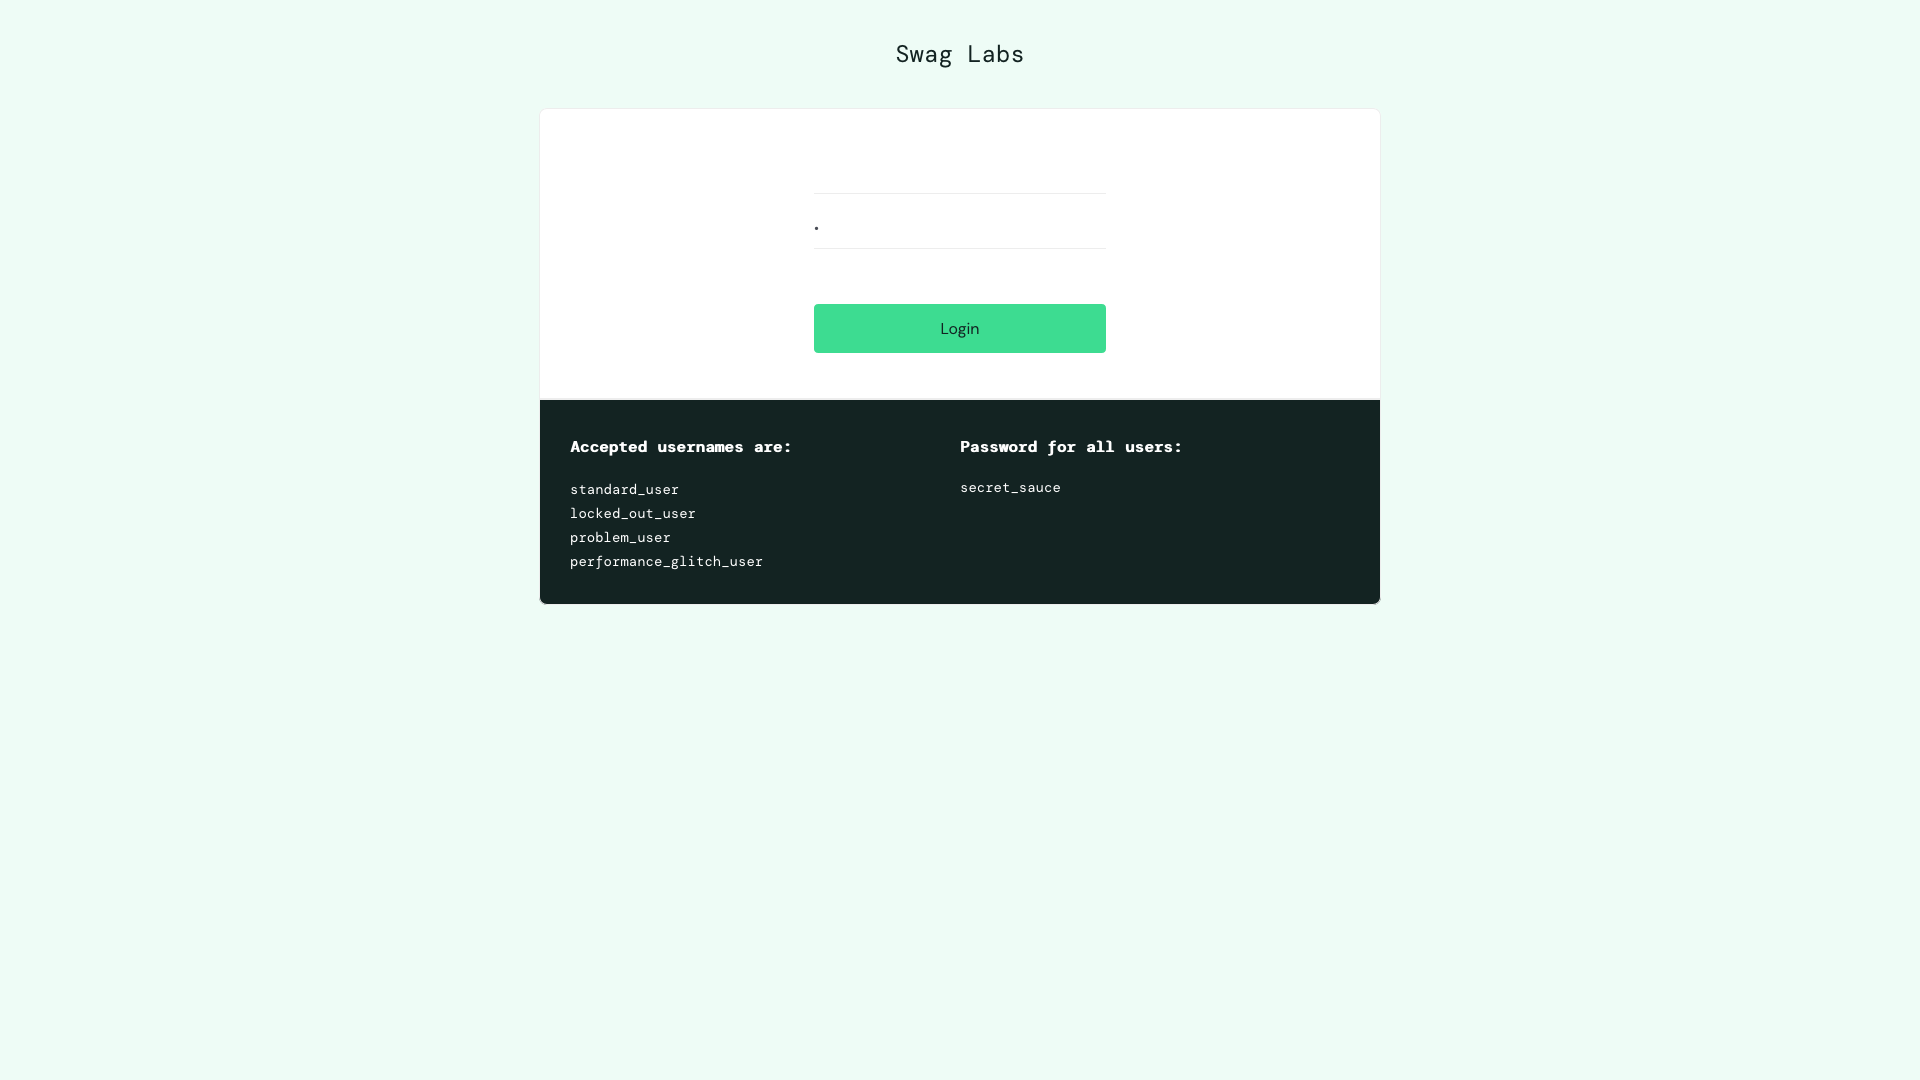 Swag Labs
•
Login
Accepted usernames are:
standard_user
locked_out_user
problem_user
performance_glitch_user
Password for all users:
secret_sauce